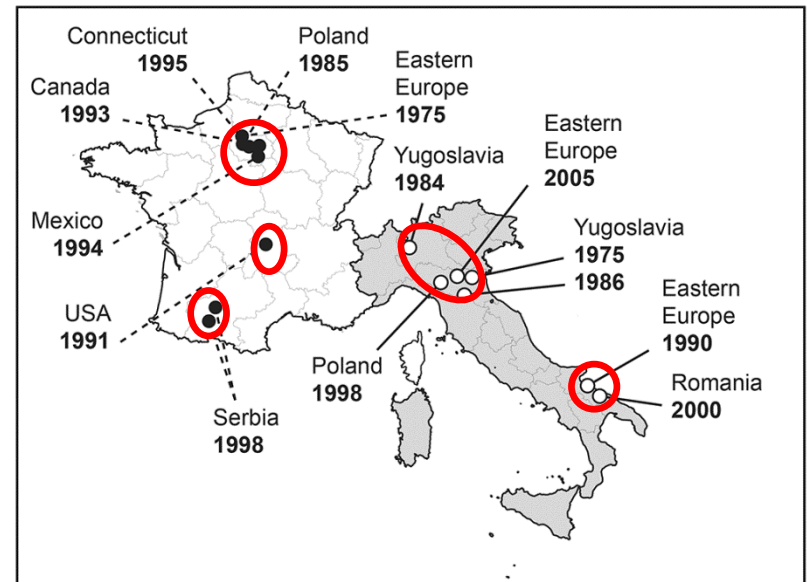 Connecticut
1995
Poland
1985
Canada
1993
Eastern
Europe
1975
Mexico
1994
USA
1991
Serbia
1998
Yugoslavia
1984
Eastern
Europe
2005
Yugoslavia
1975
1986
Poland
1998
Eastern
Europe
1990
Romania
2000